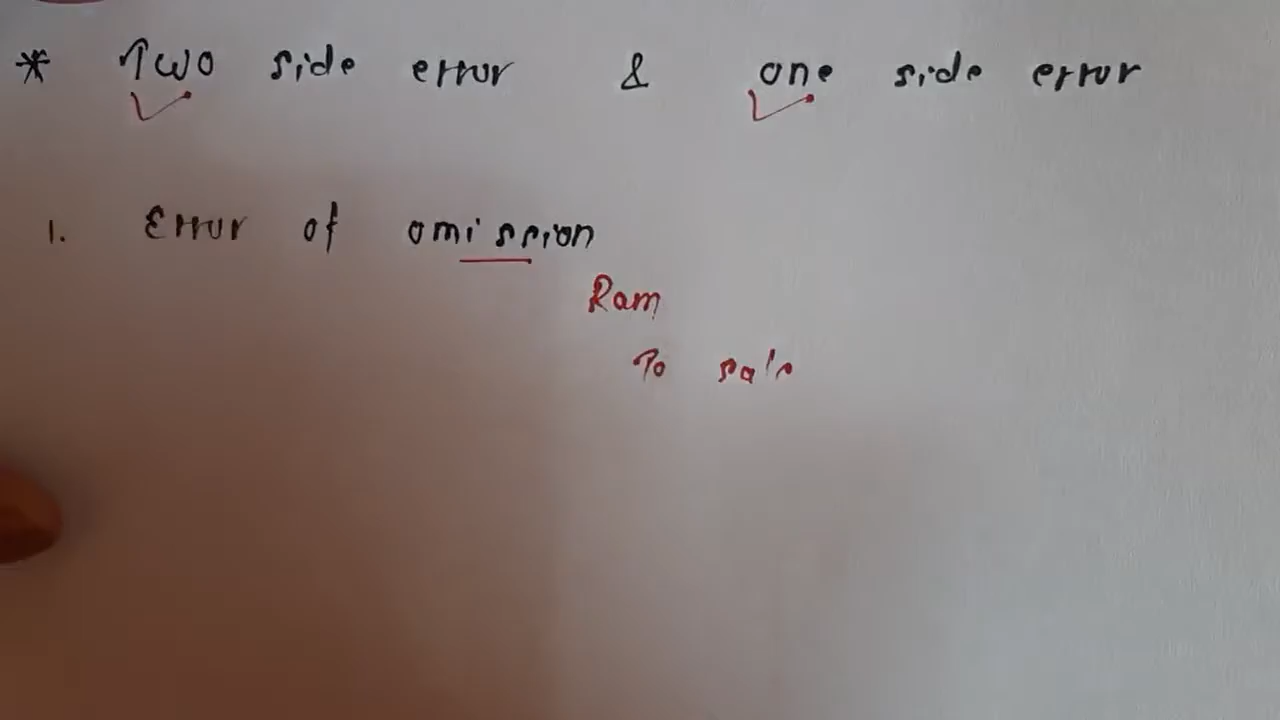 * Two side error & one side error
1. Error of omission
Ram
To